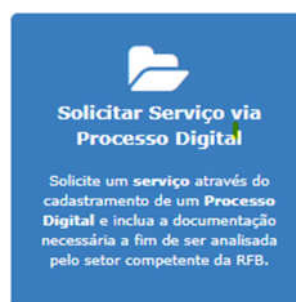 Solicitar Serviço via
Processo Digital
Solicite um serviço através do
cadastramento de um Processo
Digital e inclua a documentação
necessária a fim de ser analisada
pelo setor competente da RFB.